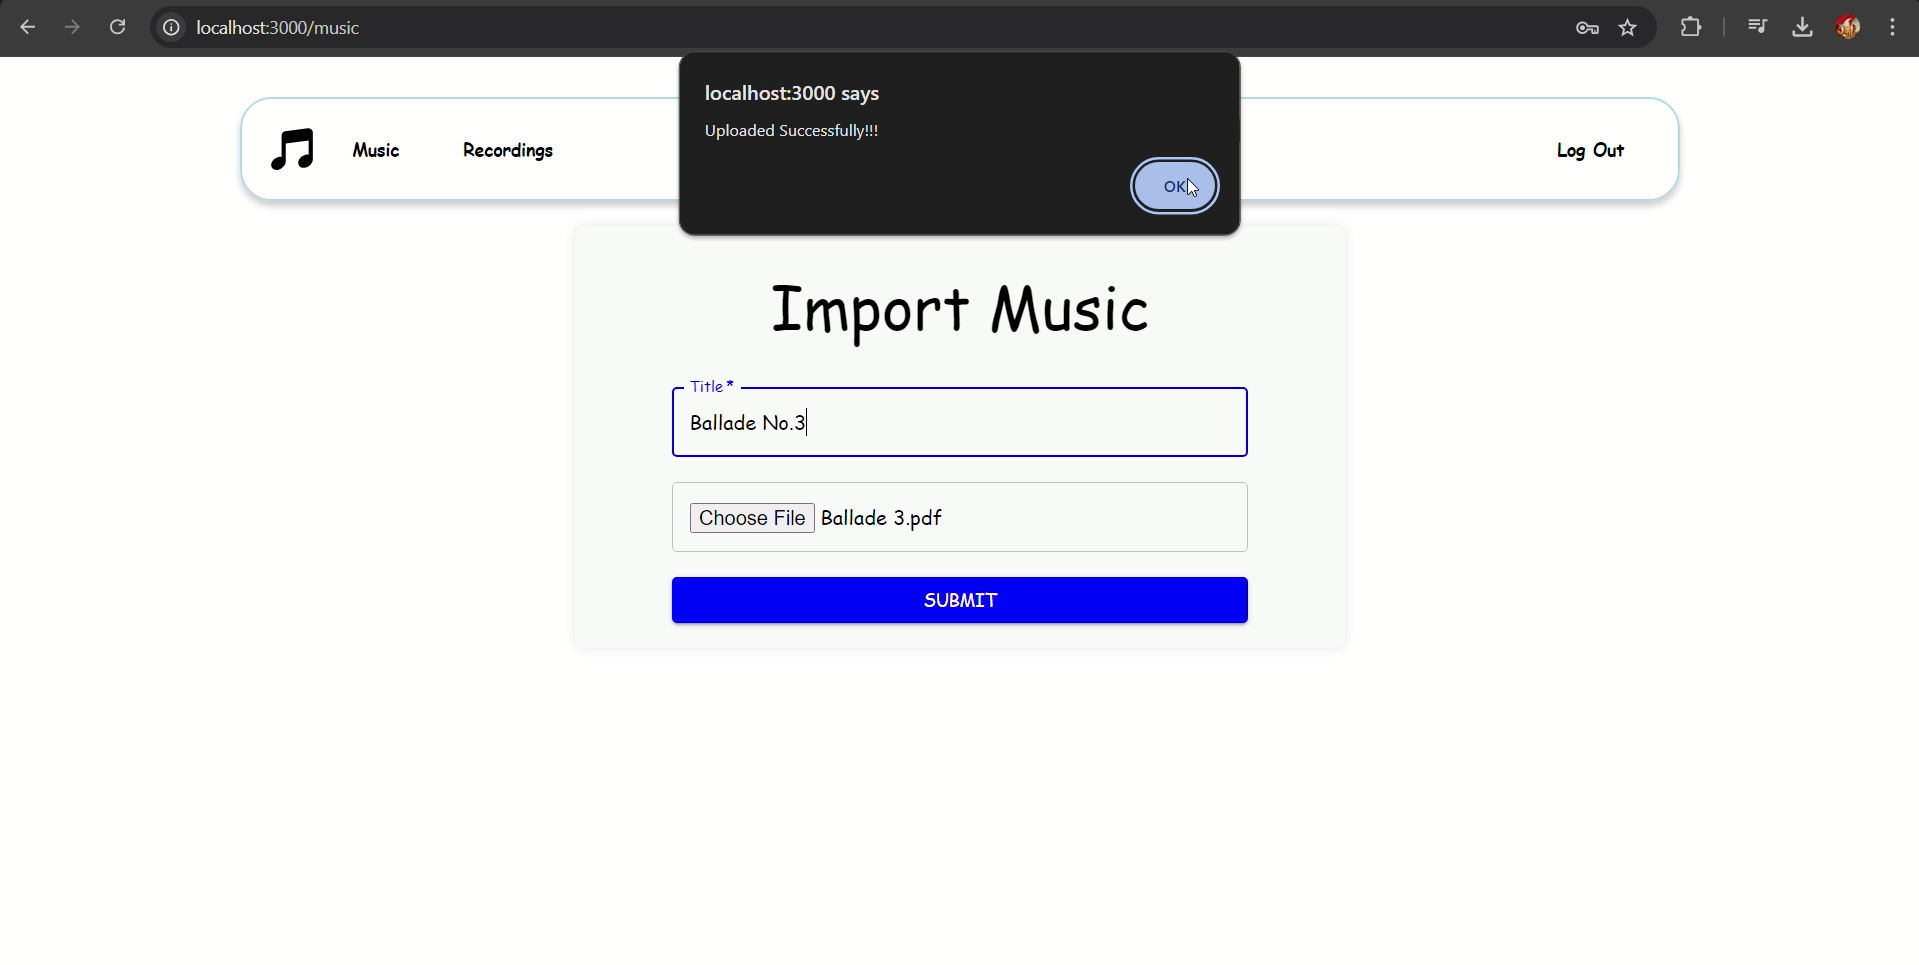 localhost:3000/music
localhost:3000 says
Uploaded Successfully!!!
OK
Music
Recordings
Log Out
Import Music
Title*
Ballade No.3
Choose File Ballade 3.pdf
SUBMIT